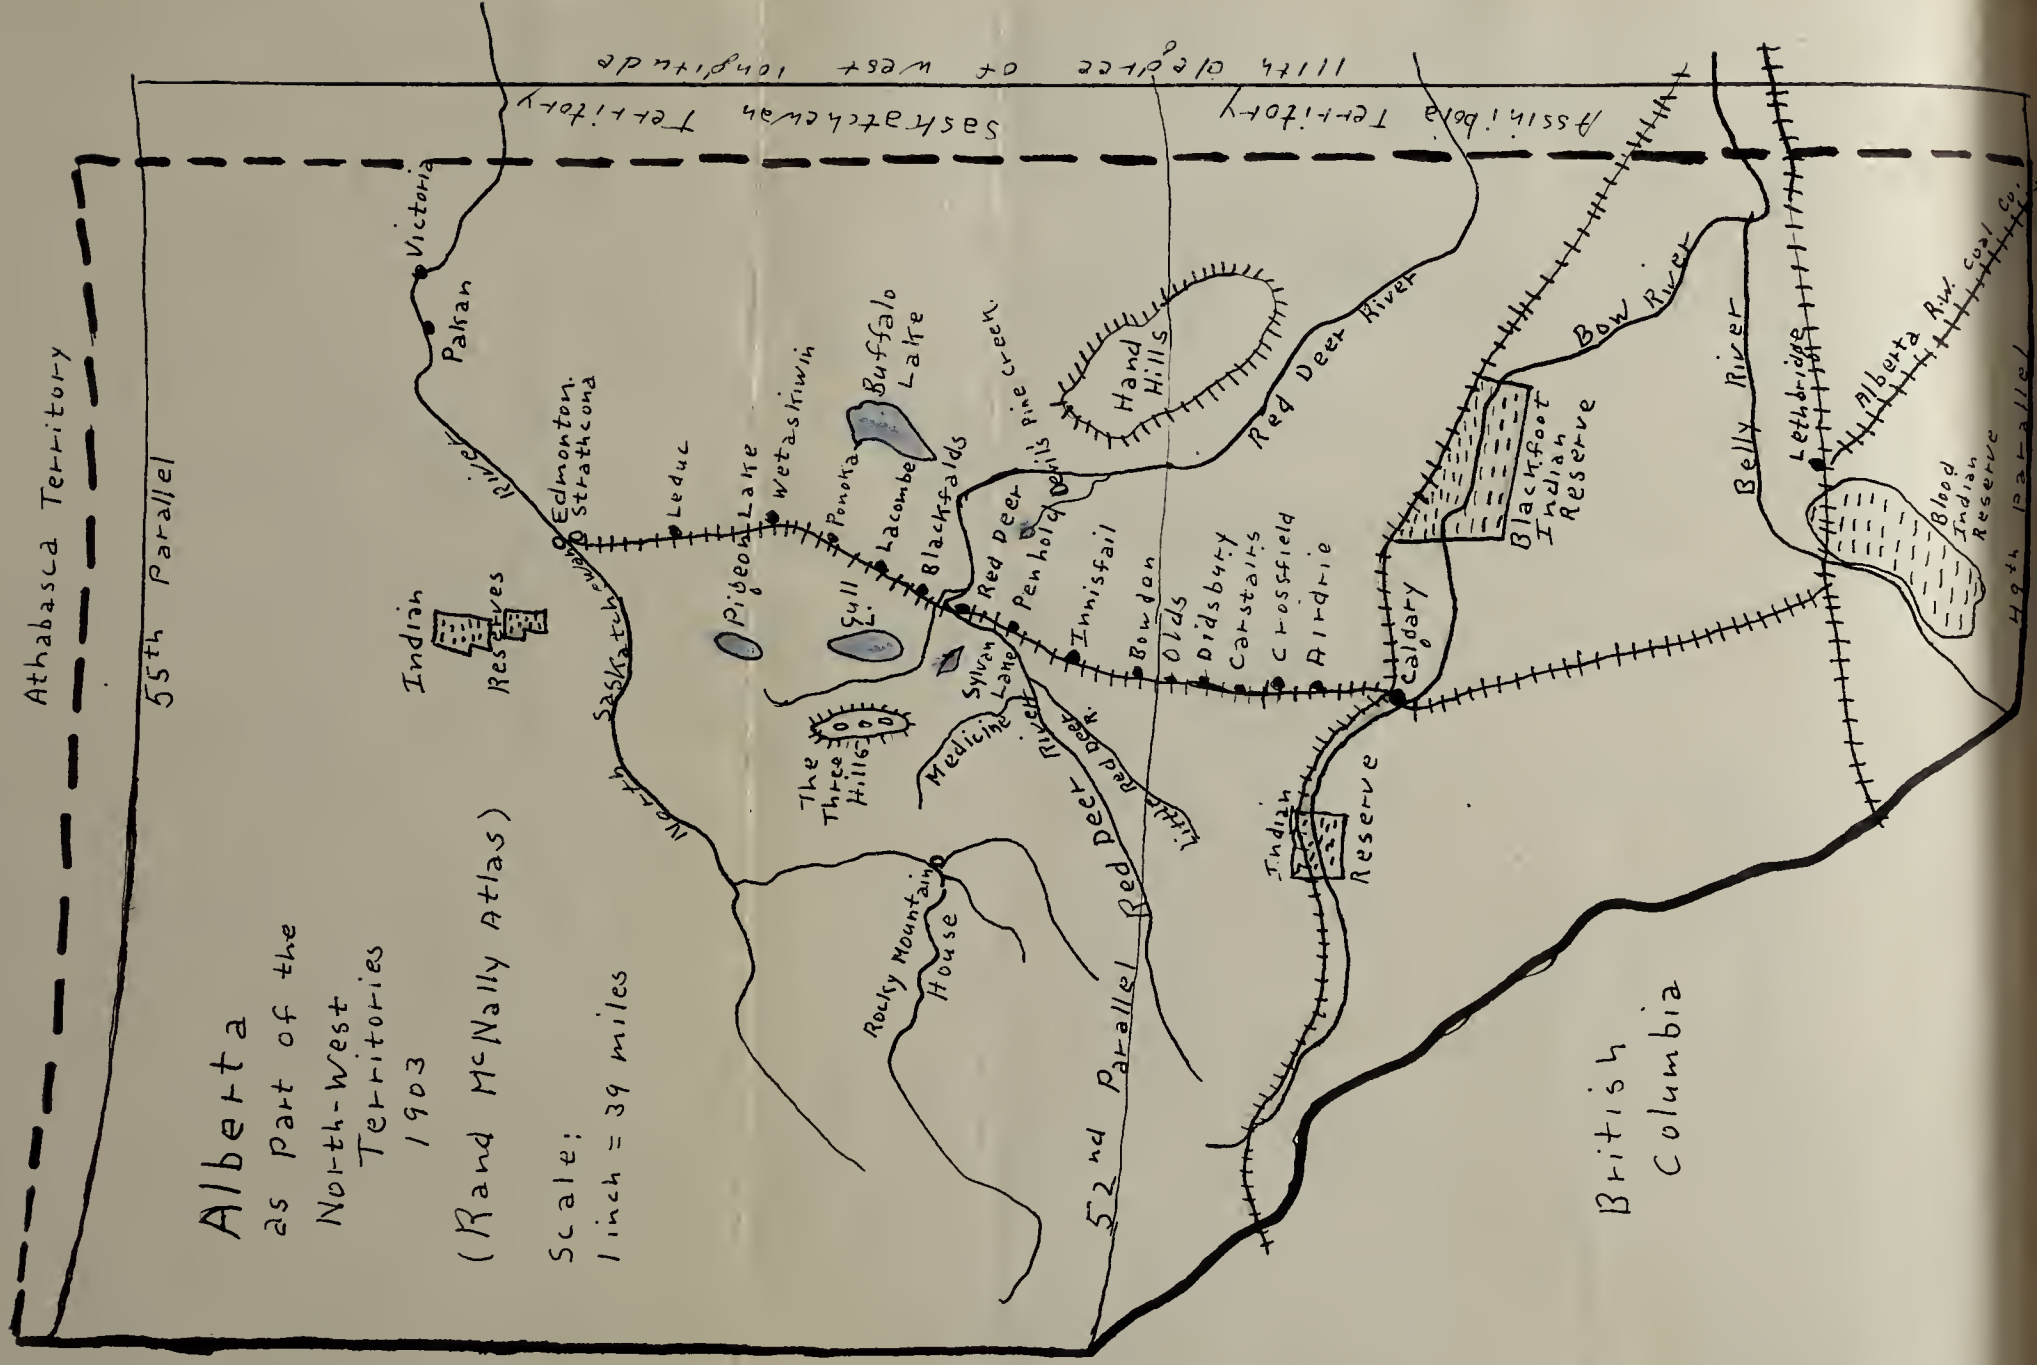 Athabasca Territory
55th Parallel
Alberta
as Part of the
North-West
Territories
1903
(Rand McNally Atlas)
Scale:
1 inch = 39 miles
Indian
Reserves
Victoria
Pakan
North Saskatchewan River
Edmonton.
Strathcona
Leduc
Pigeon Lake
Wetaskiwin
Ponoka
Buffalo
Lake
Gull
L.
Lacombe
Blackfalds
Red Deer
Sylvan
Lake
Penhold
Devil's Pine Creek.
The
Three
Hills
Medicine
River
Little Red Deer R.
Red Deer
Rocky Mountain
House
Innisfail
Bowden
Olds
Didsbury
Carstairs
Crossfield
Airdrie
Hand
Hills
Red Deer River
52nd Parallel
Calgary
Indian
Reserve
Blackfoot
Indian
Reserve
Bow River
Belly River
Lethbridge
Alberta R.W. Coal Co.
Blood
Indian
Reserve
49th Parallel
British
Columbia
Saskatchewan Territory
Assiniboia Territory
111th degree of west longitude